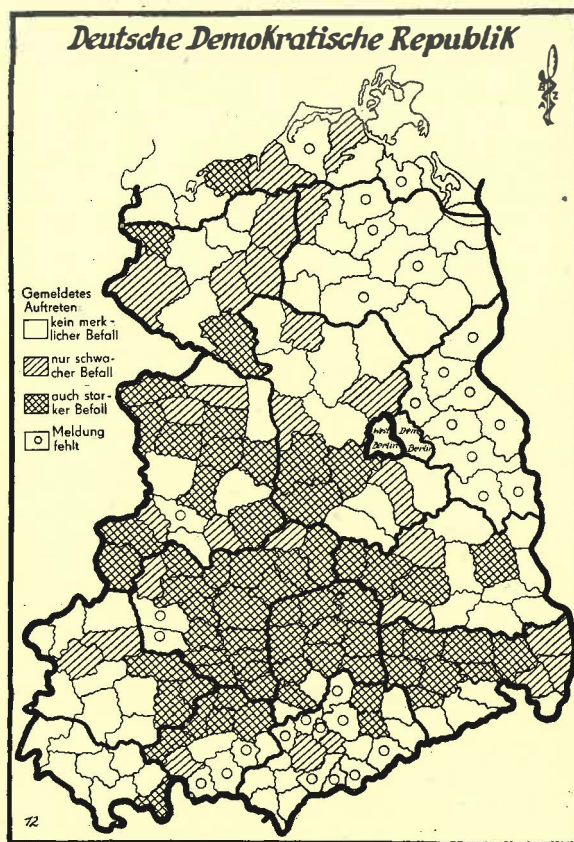 Deutsche Demokratische Republik
Gemeldetes
Auftreten:
kein merk-
licher Befall
nur schwa-
cher Befall
auch star-
ker Befall
Meldung
fehlt
West Dem.
Berlin Berlin
12